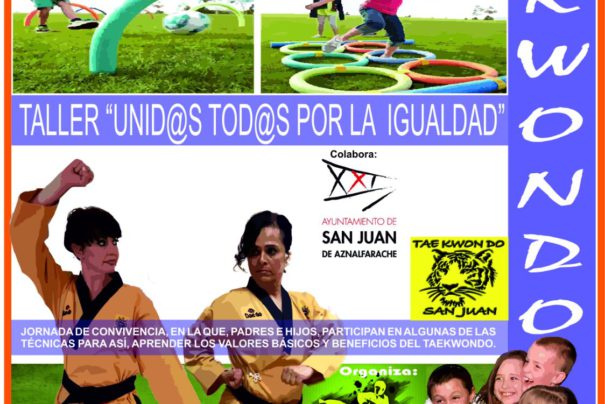 TALLER “UNID@S TOD@S POR LA IGUALDAD”
Colabora:
XXI
AYUNTAMIENTO DE
SAN JUAN
DE AZNALFARACHE
TAE KWON DO
SAN JUAN
JORNADA DE CONVIVENCIA, EN LA QUE, PADRES E HIJOS, PARTICIPAN EN ALGUNAS DE LAS
TÉCNICAS PARA ASÍ, APRENDER LOS VALORES BÁSICOS Y BENEFICIOS DEL TAEKWONDO.
Organiza:
KWONDO